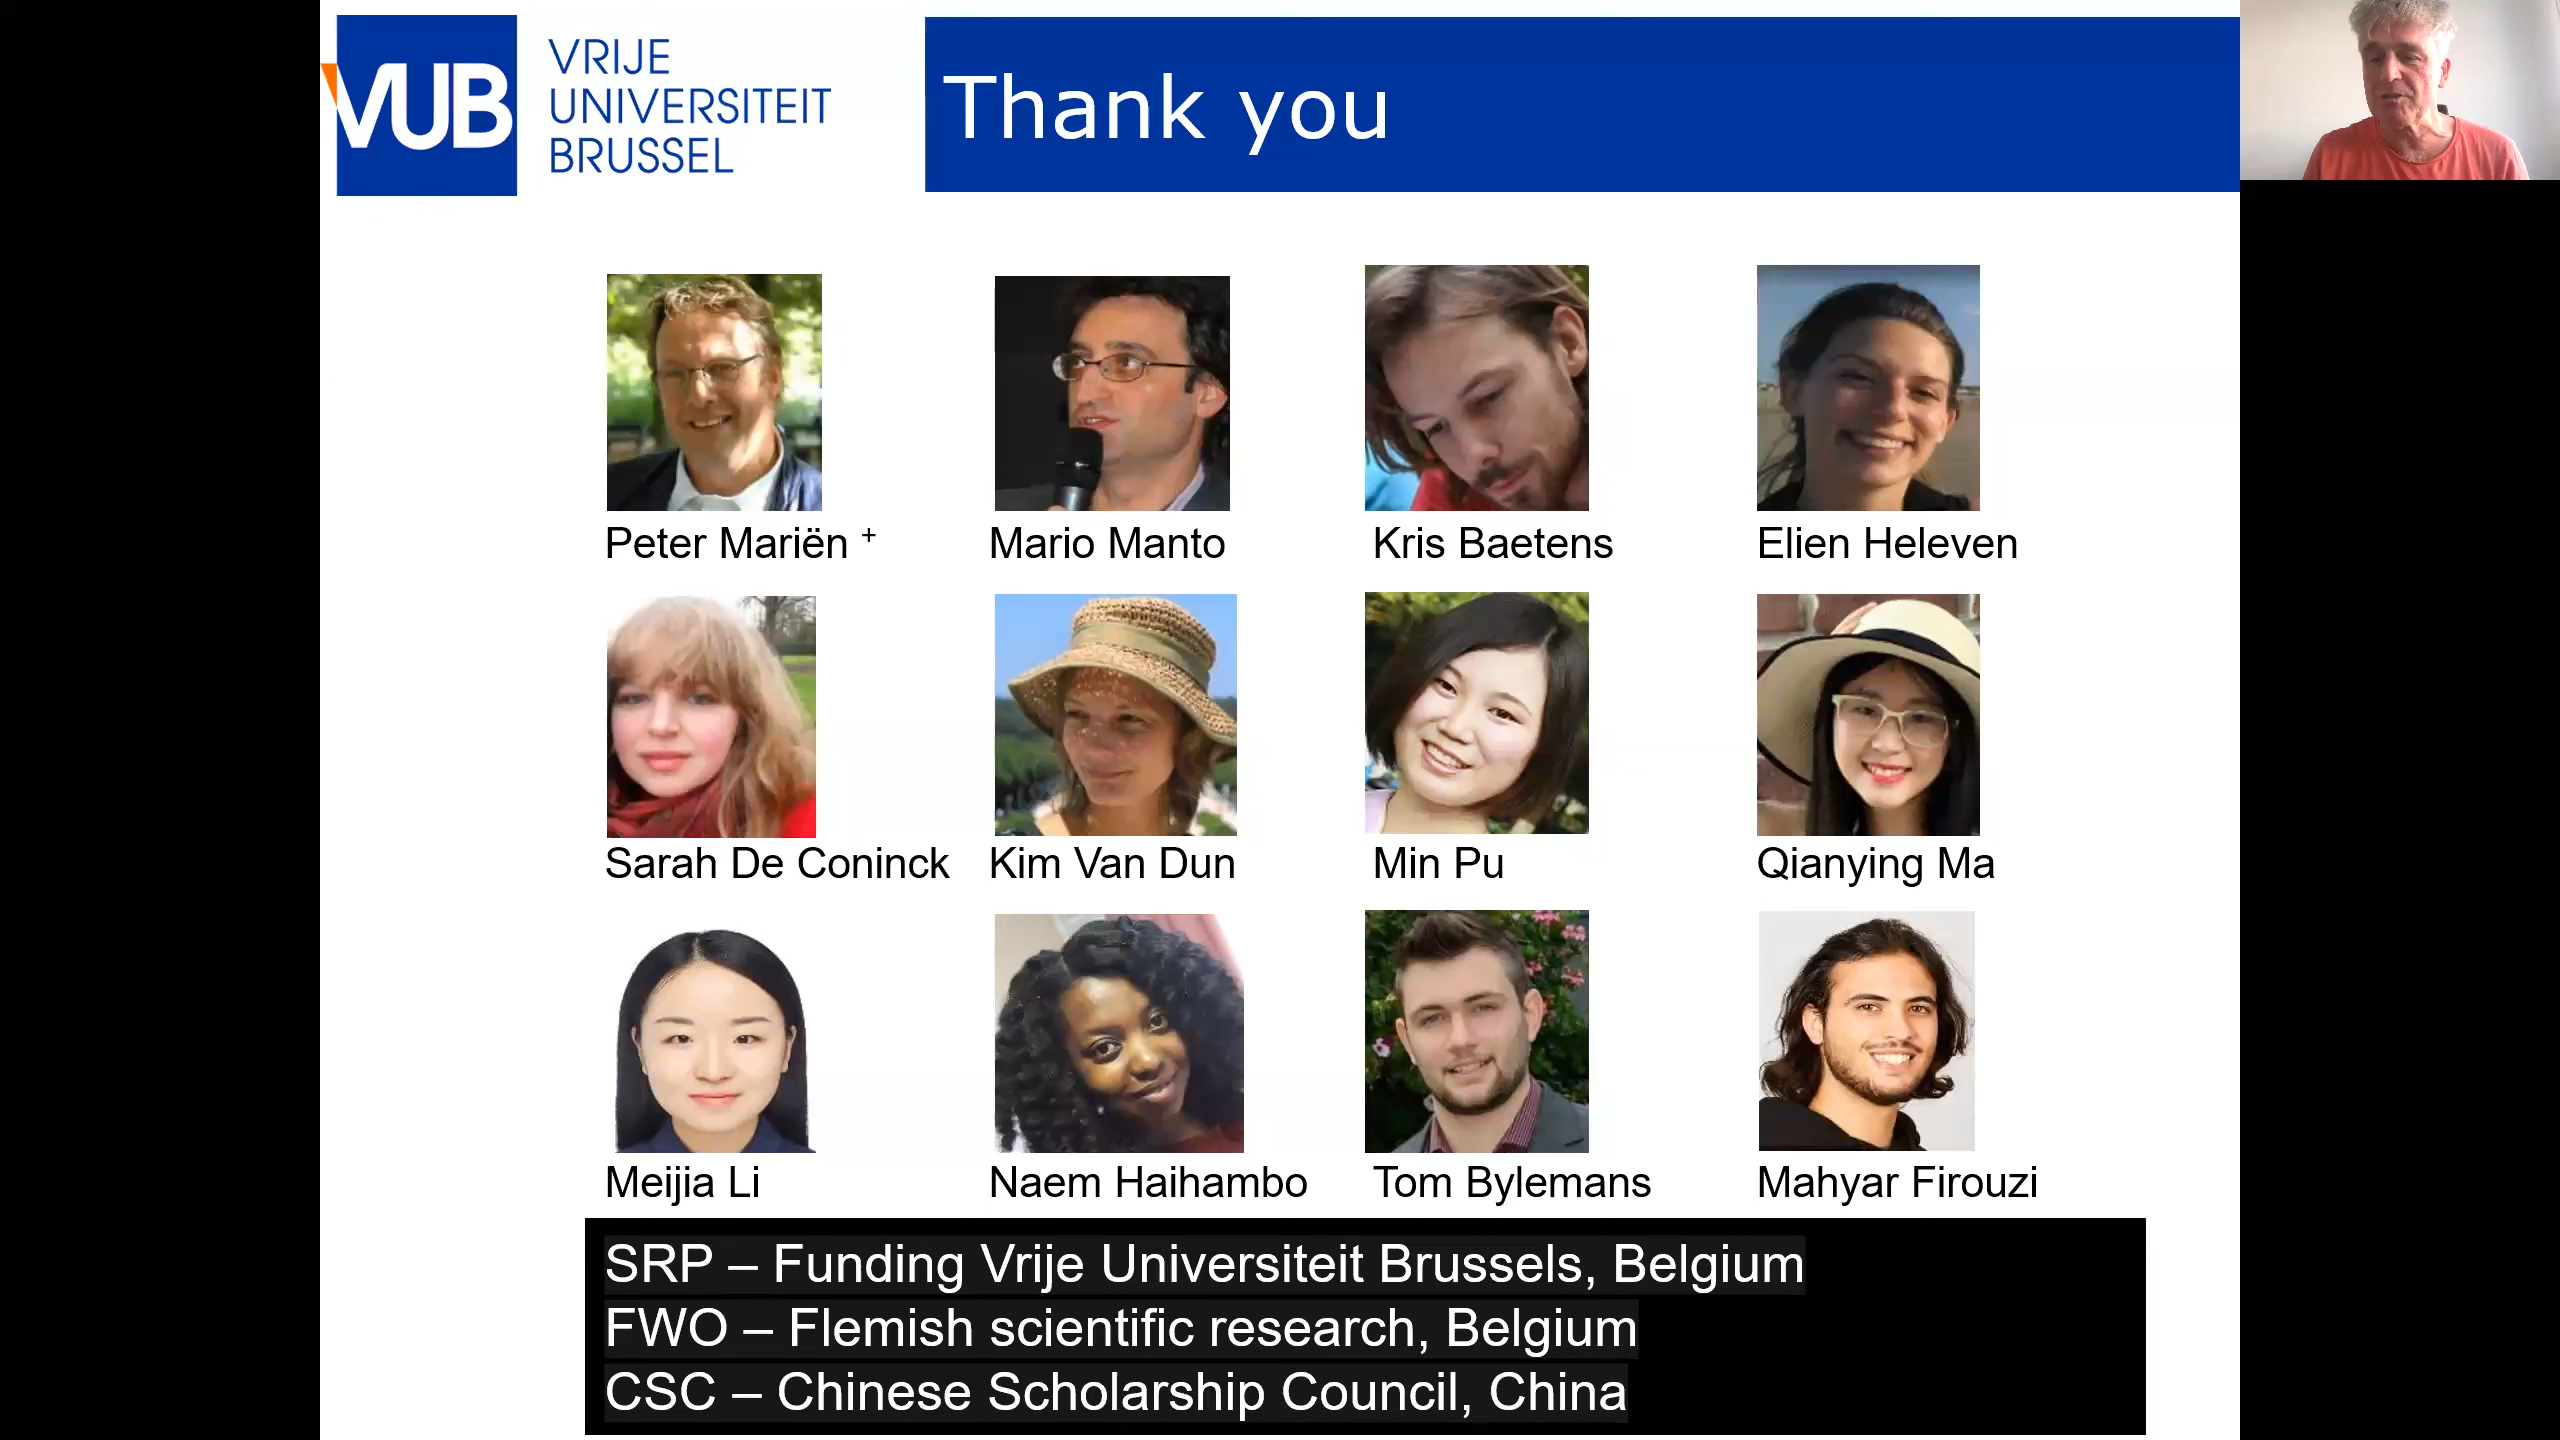 VUB
VRIJE
UNIVERSITEIT
BRUSSEL
Thank you
Peter Mariën +
Mario Manto
Kris Baetens
Elien Heleven
Sarah De Coninck
Kim Van Dun
Min Pu
Qianying Ma
Meijia Li
Naem Haihambo
Tom Bylemans
Mahyar Firouzi
SRP – Funding Vrije Universiteit Brussels, Belgium
FWO – Flemish scientific research, Belgium
CSC – Chinese Scholarship Council, China